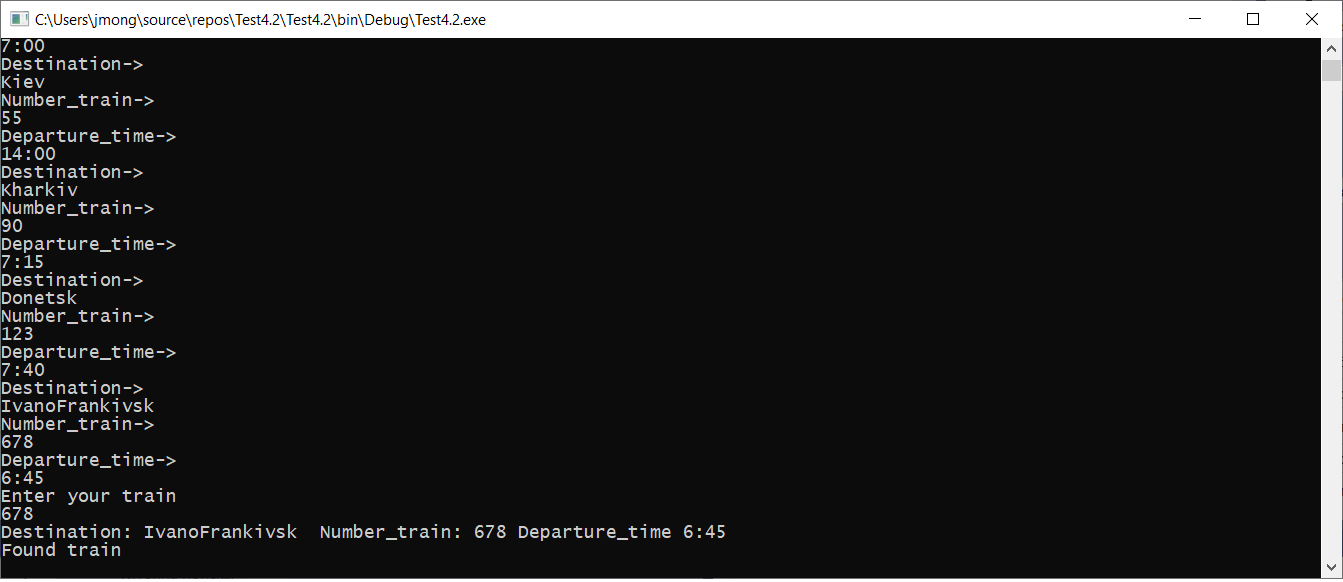 C:\Users\jmong\source\repos\Test4.2\Test4.2\bin\Debug\Test4.2.exe
7:00
Destination->
Kiev
Number_train->
55
Departure_time->
14:00
Destination->
Kharkiv
Number_train->
90
Departure_time->
7:15
Destination->
Donetsk
Number_train->
123
Departure_time->
7:40
Destination->
IvanoFrankivsk
Number_train->
678
Departure_time->
6:45
Enter your train
678
Destination: IvanoFrankivsk  Number_train: 678 Departure_time 6:45
Found train